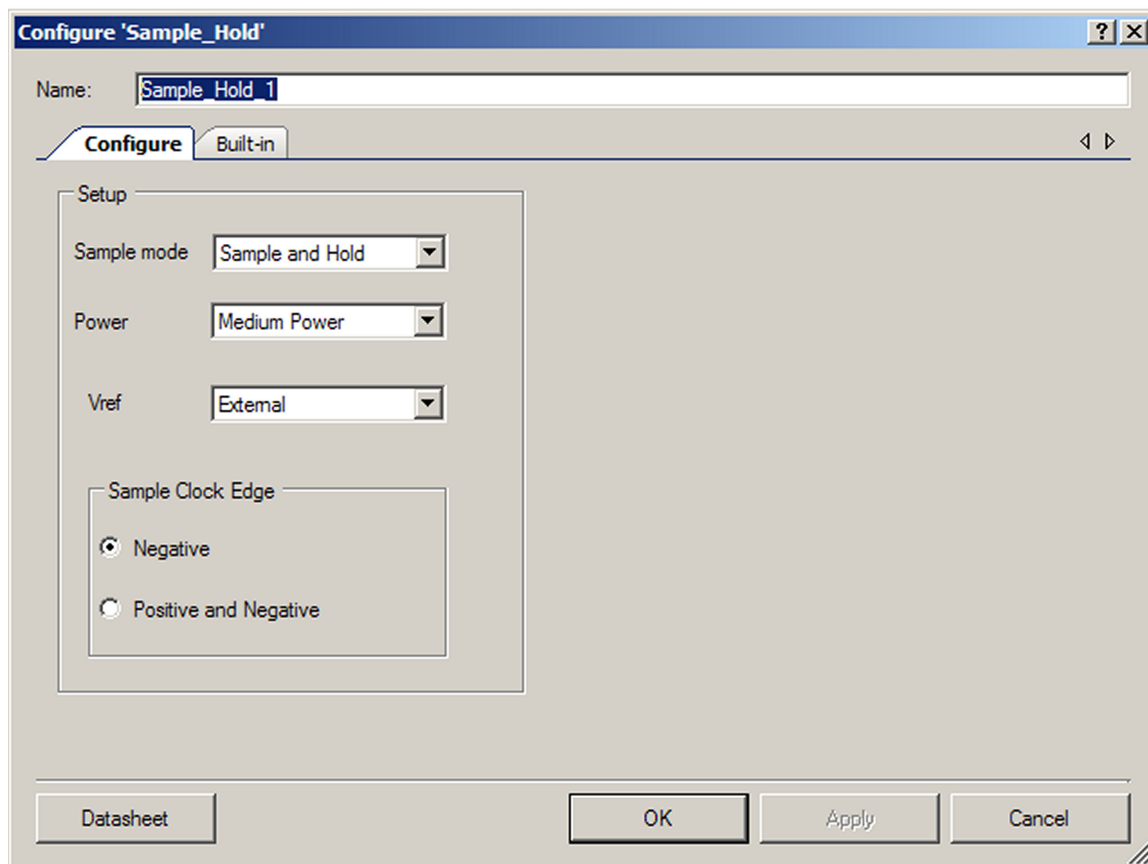 Configure 'Sample_Hold'
Name: Sample_Hold_1
Configure Built-in
Setup
Sample mode Sample and Hold
Power Medium Power
Vref External
Sample Clock Edge
Negative
Positive and Negative
Datasheet OK Apply Cancel